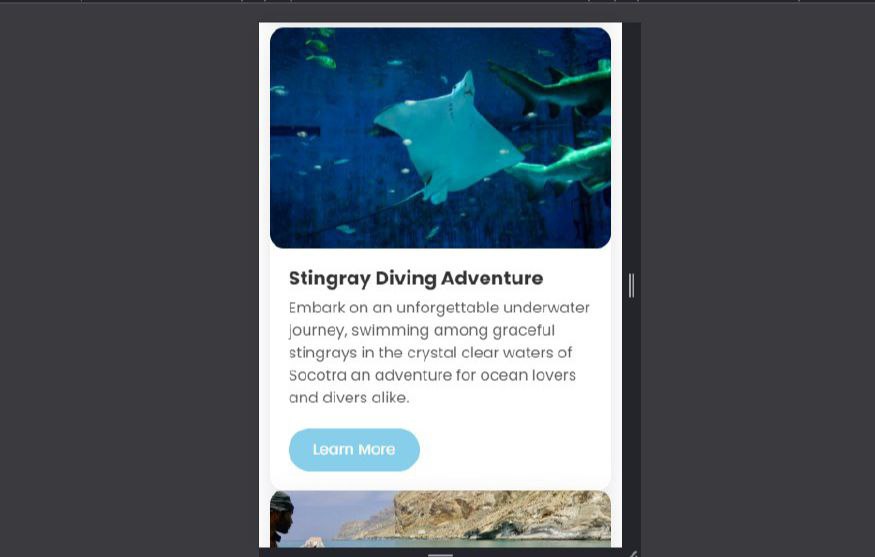 Stingray Diving Adventure
Embark on an unforgettable underwater
journey, swimming among graceful
stingrays in the crystal clear waters of
Socotra an adventure for ocean lovers
and divers alike.
Learn More